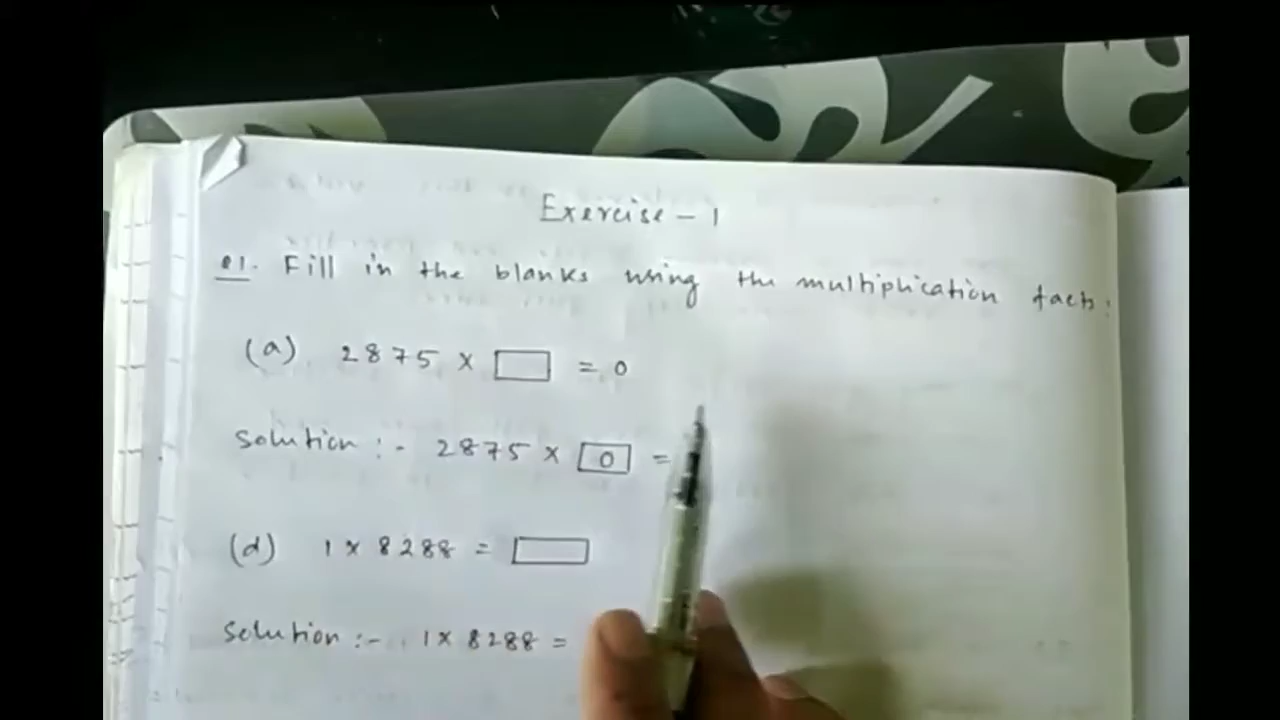 Exercise - 1
Q1. Fill in the blanks using the multiplication facts:
(a) 2875 × = 0
Solution :- 2875 × 0 =
(d) 1 × 8288 =
Solution :- 1 × 8288 =